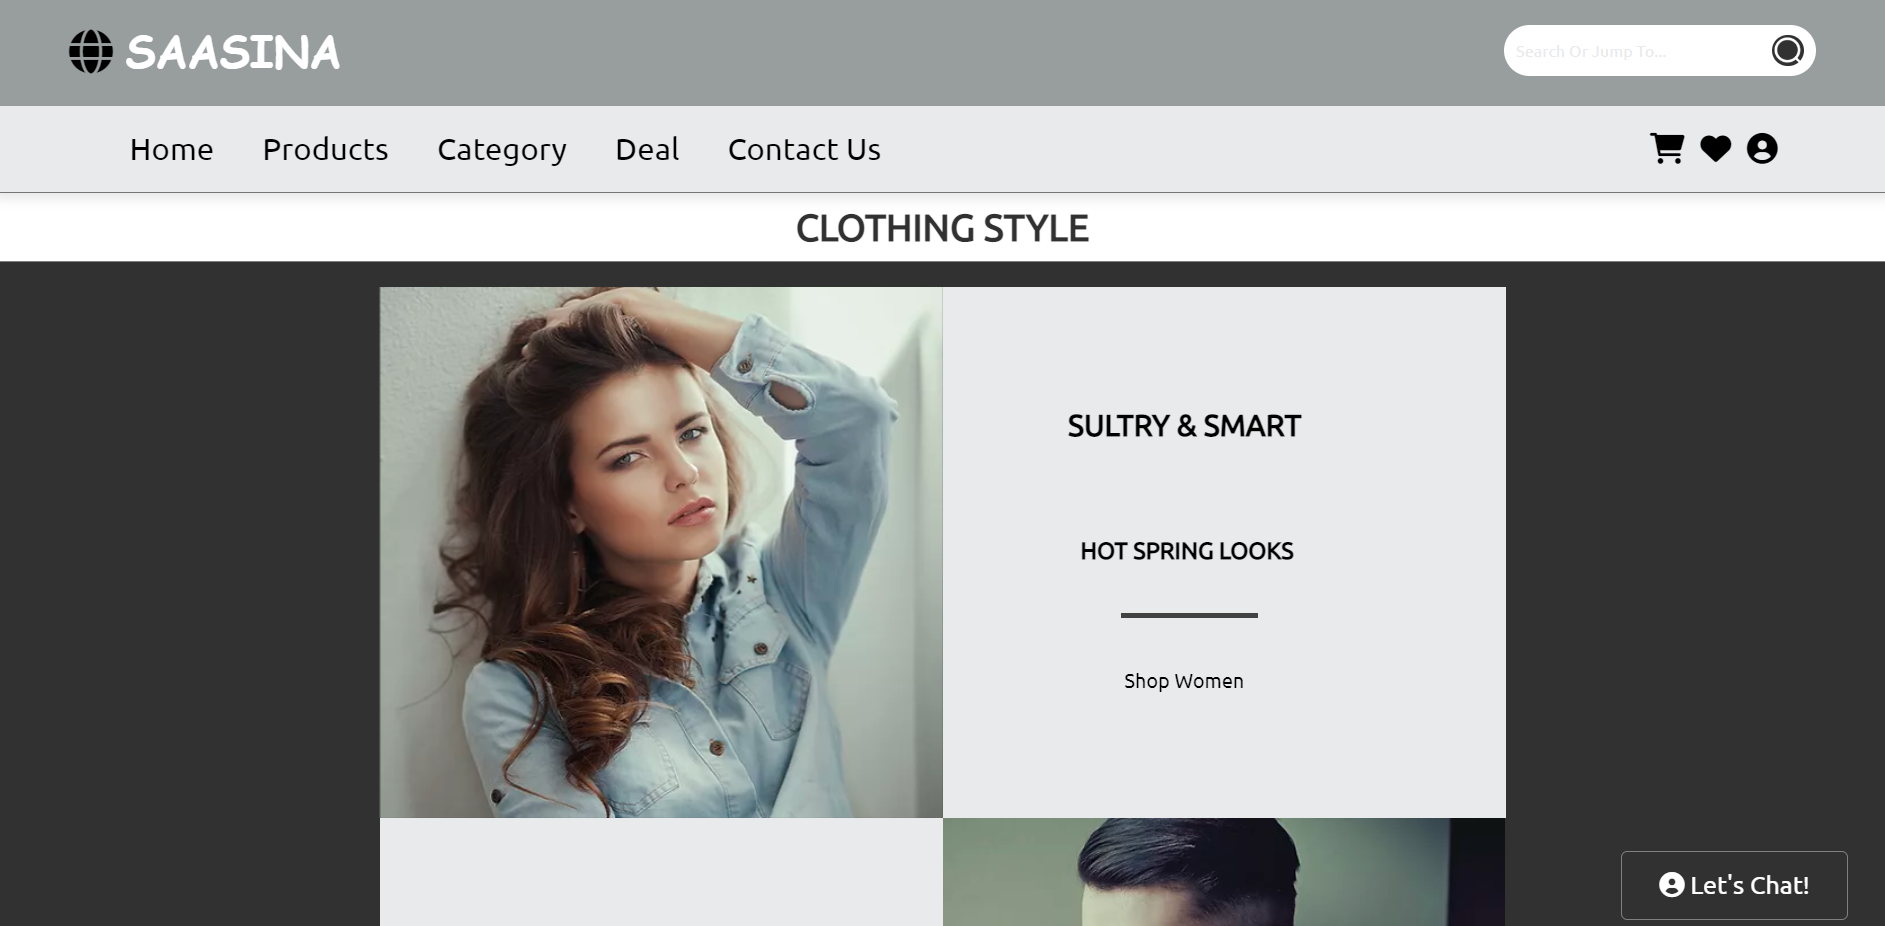 SAASINA
Search Or Jump To...
Home Products Category Deal Contact Us
CLOTHING STYLE
SULTRY & SMART
HOT SPRING LOOKS
Shop Women
Let's Chat!